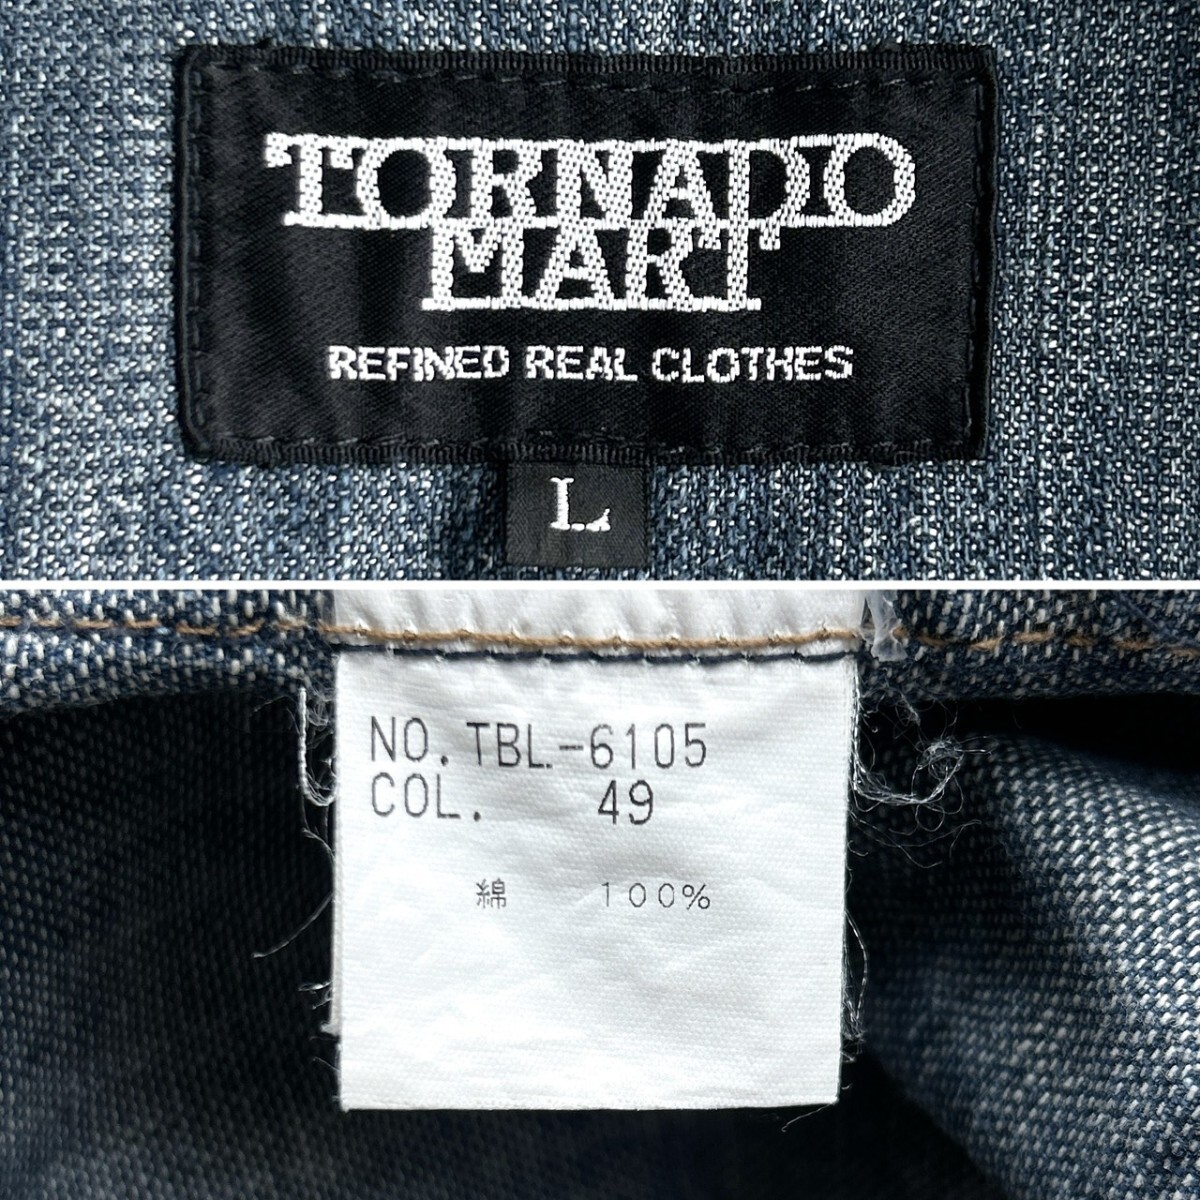 TORNADO
MART
REFINED REAL CLOTHES
L
NO. TBL-6105
COL. 49
綿 100%